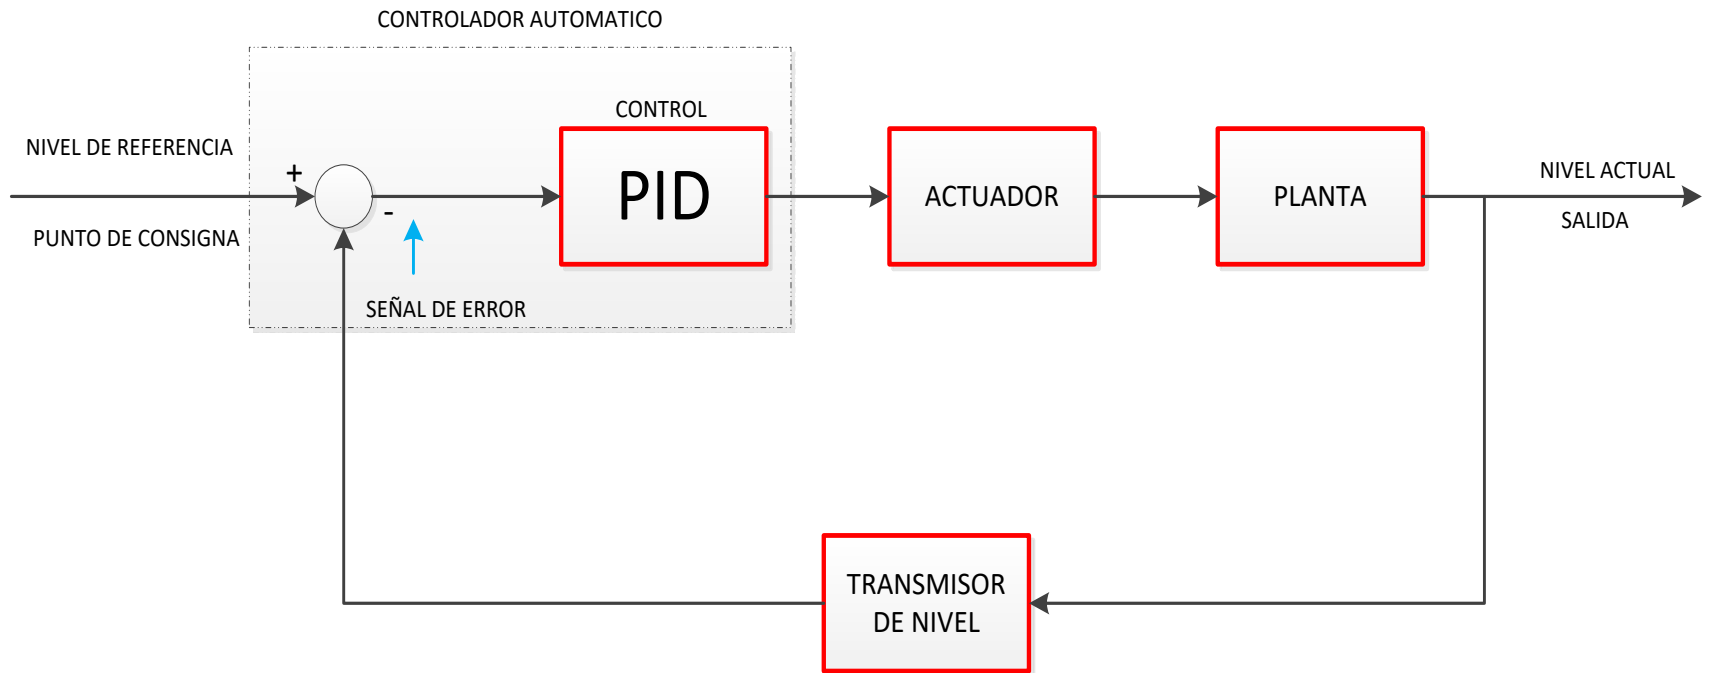 CONTROLADOR AUTOMATICO
CONTROL
NIVEL DE REFERENCIA
+
PID
ACTUADOR
PLANTA
NIVEL ACTUAL
-
PUNTO DE CONSIGNA
SALIDA
SEÑAL DE ERROR
TRANSMISOR
DE NIVEL